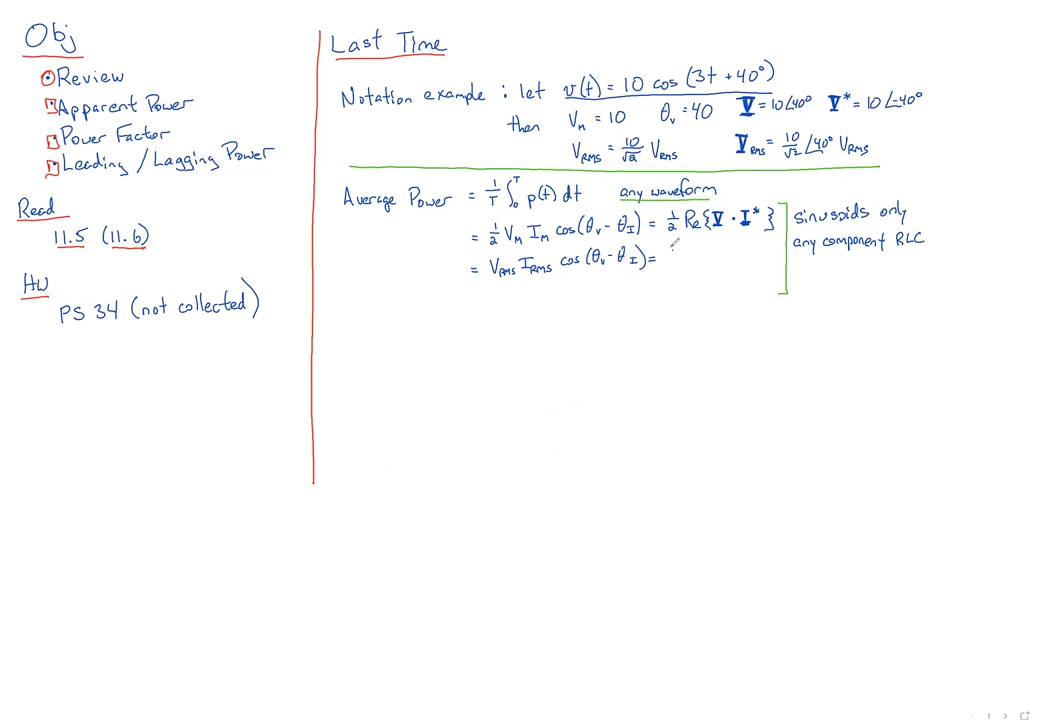 Obj
Review
Apparent Power
Power Factor
Leading / Lagging Power
Read
11.5 (11.6)
HW
PS 34 (not collected)
Last Time
Notation example : let v(t) = 10 cos (3t + 40°)
then V_M = 10 θ_v = 40 𝐕 = 10∠40° 𝐕* = 10∠-40°
V_RMS = 10/√2 V_RMS 𝐕_RMS = 10/√2 ∠40° V_RMS
Average Power = 1/T ∫₀ᵀ p(t) dt any waveform
= 1/2 V_M I_M cos(θ_v - θ_I) = 1/2 Re{𝐕 · 𝐈*}
= V_RMS I_RMS cos(θ_v - θ_I) =
sinusoids only
any component RLC
1